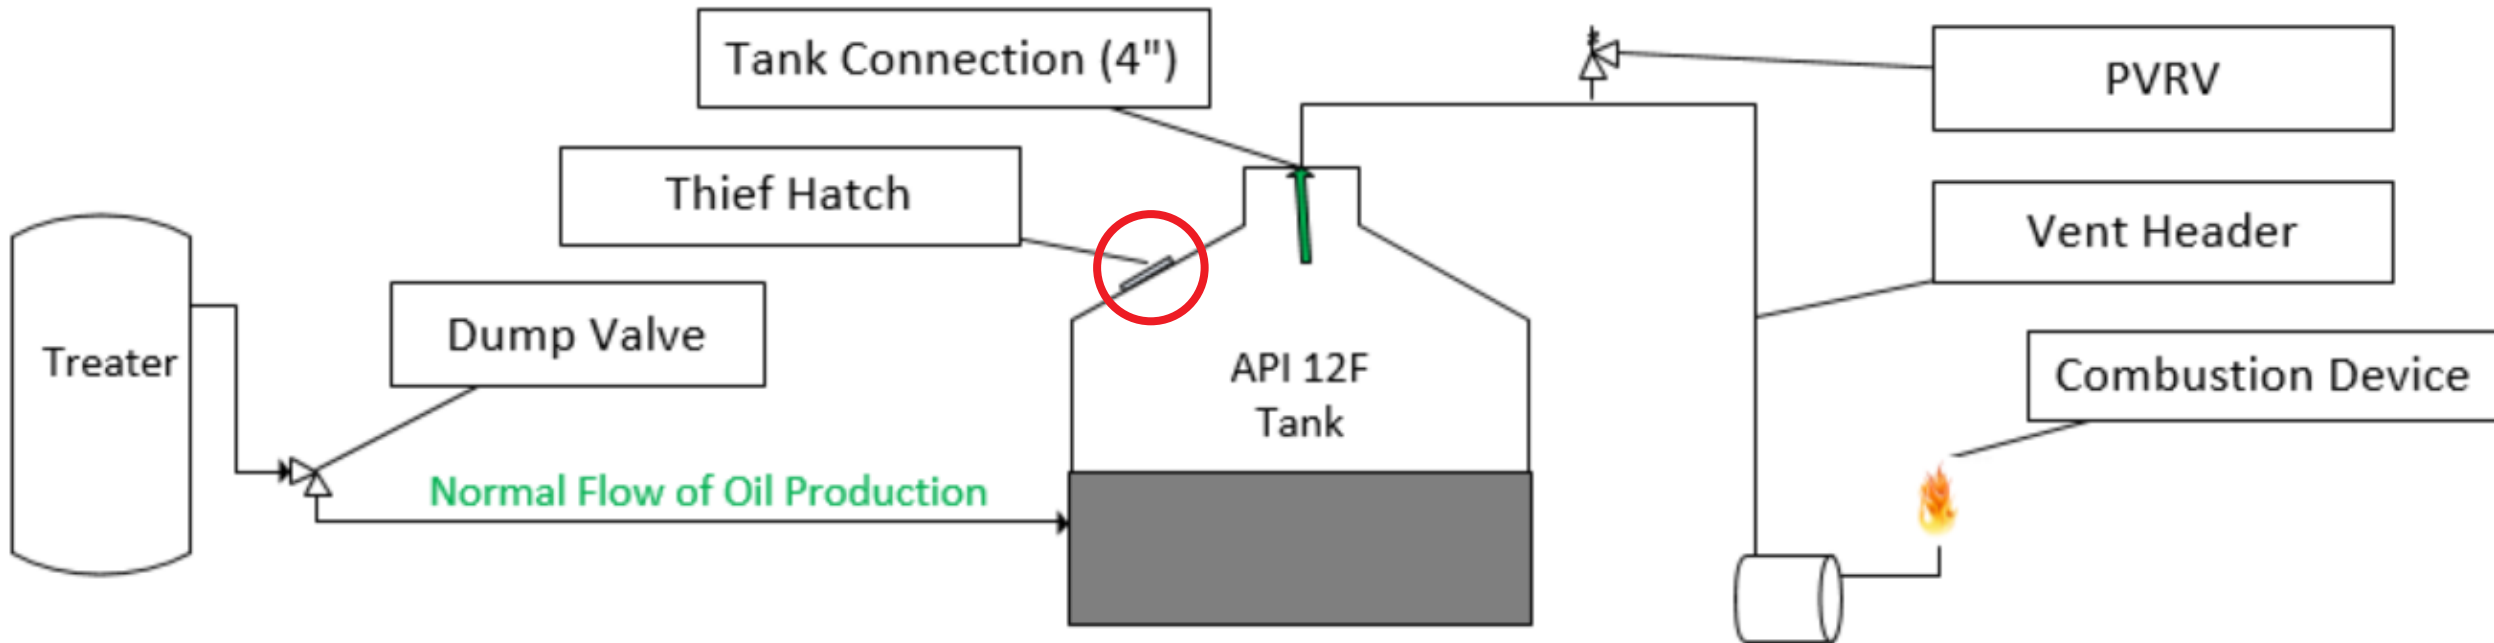 Tank Connection (4")
PVRV
Thief Hatch
Vent Header
Dump Valve
Treater
API 12F
Tank
Combustion Device
Normal Flow of Oil Production